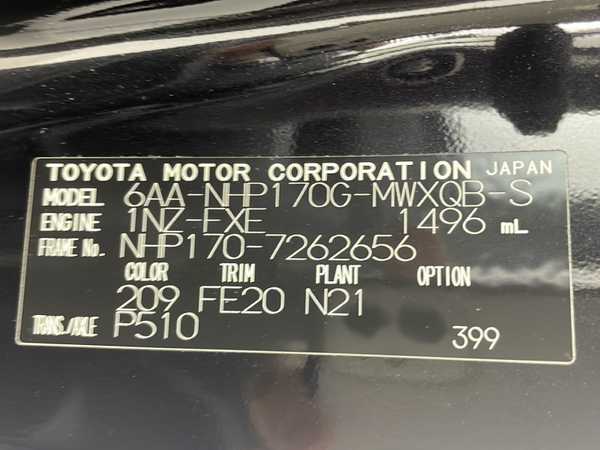 TOYOTA MOTOR CORPORATION JAPAN
MODEL 6AA-NHP170G-MWXQB-S
ENGINE 1NZ-FXE 1496 mL
FRAME No. NHP170-7262656
COLOR TRIM PLANT OPTION
209 FE20 N21
TRANS./AXLE P510 399